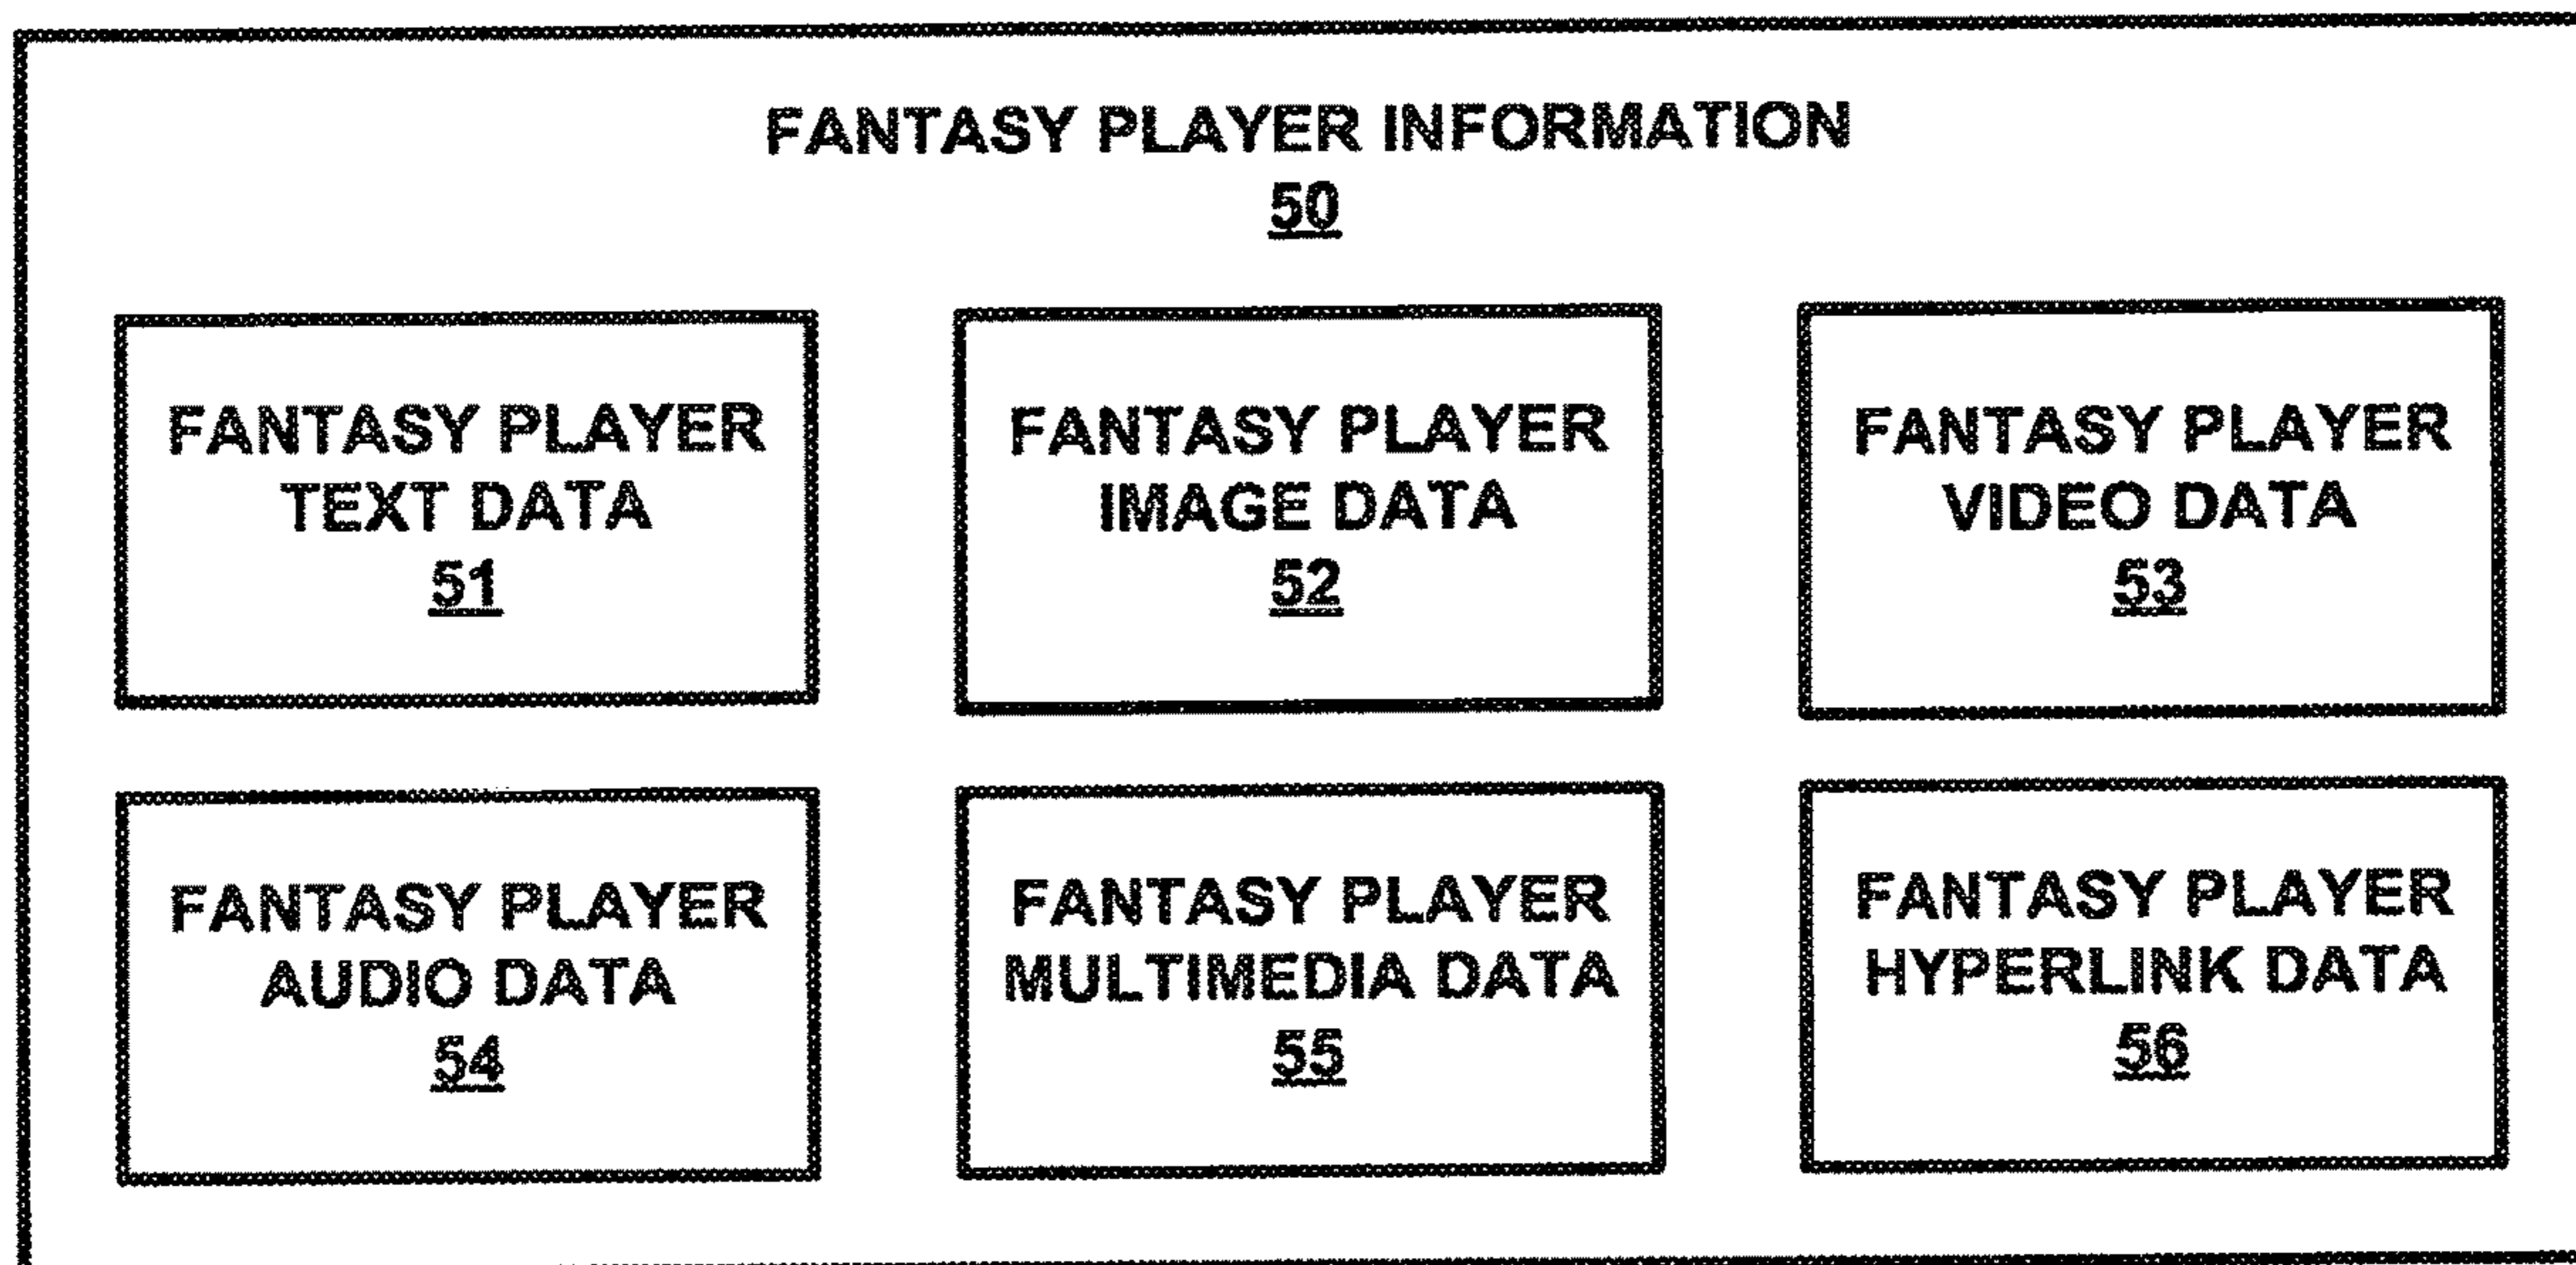 FANTASY PLAYER INFORMATION
50
FANTASY PLAYER
TEXT DATA
51
FANTASY PLAYER
IMAGE DATA
52
FANTASY PLAYER
VIDEO DATA
53
FANTASY PLAYER
AUDIO DATA
54
FANTASY PLAYER
MULTIMEDIA DATA
55
FANTASY PLAYER
HYPERLINK DATA
56